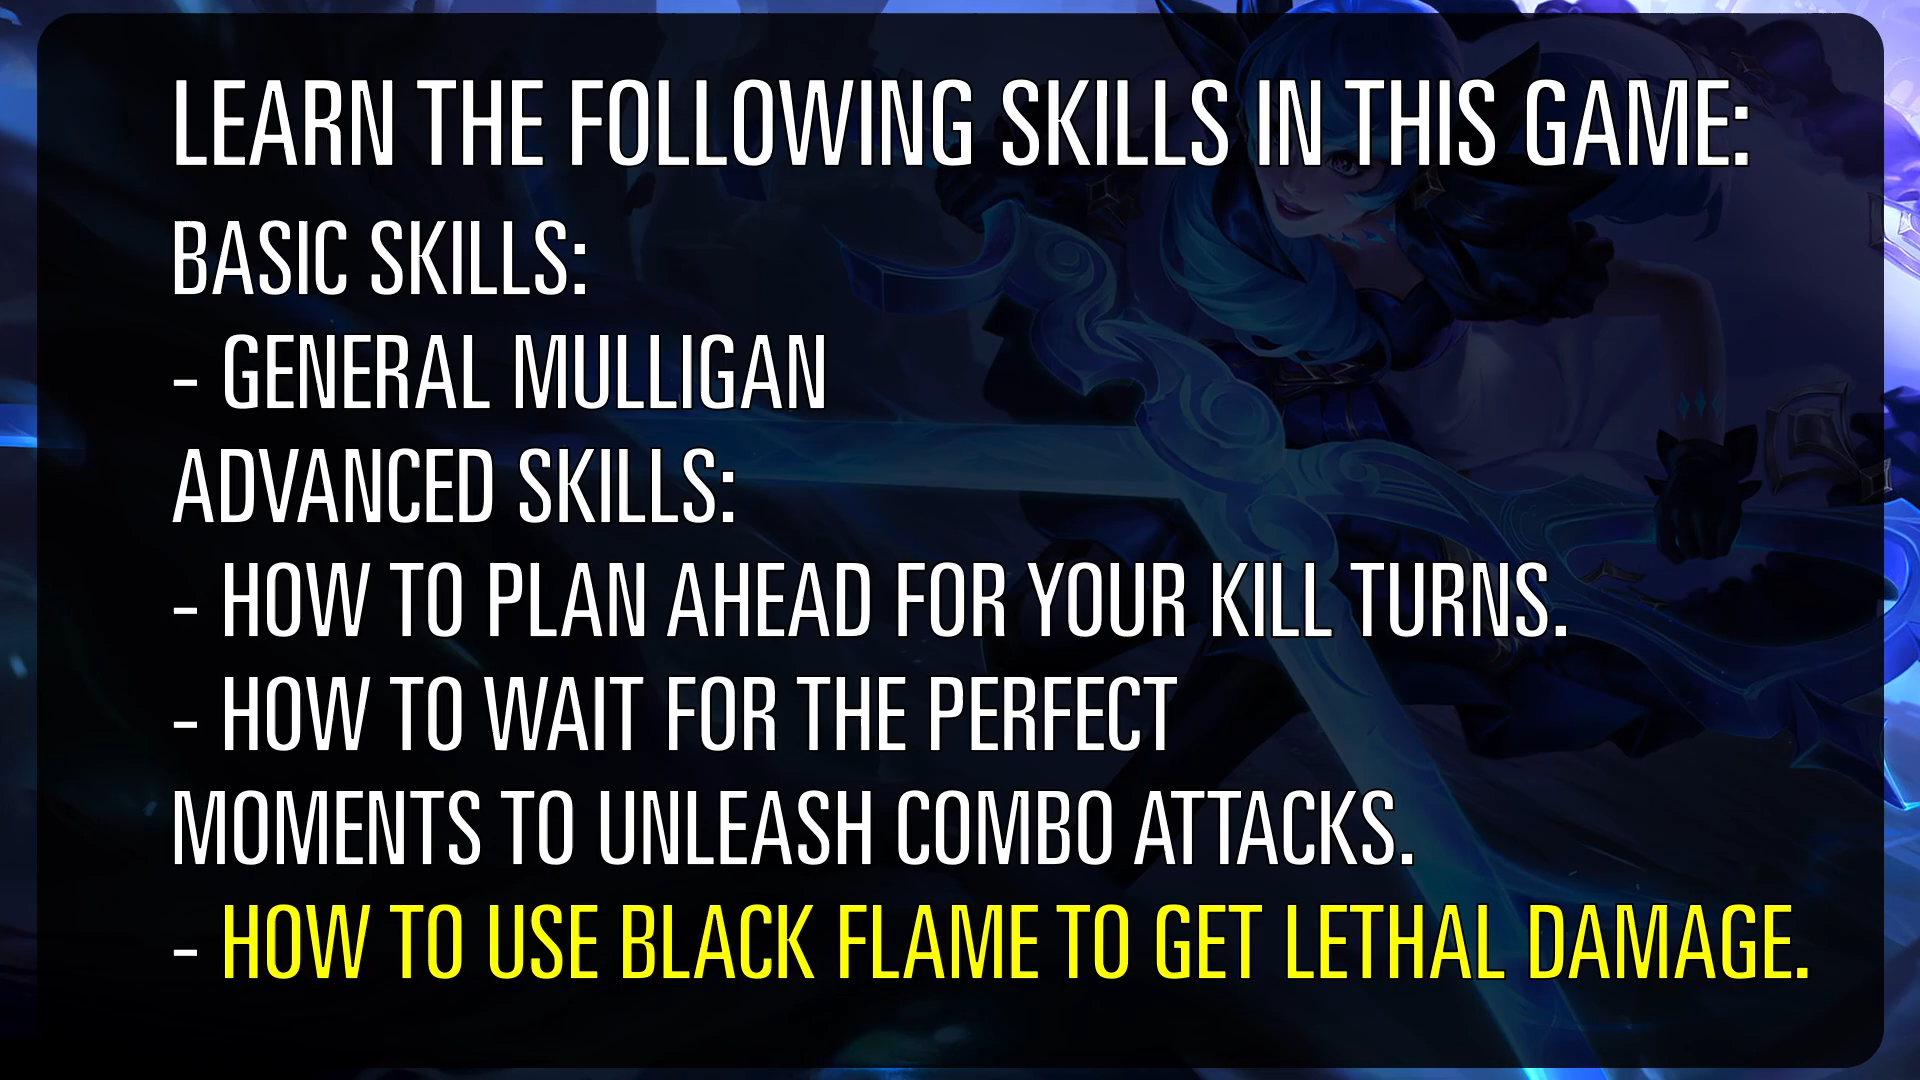 LEARN THE FOLLOWING SKILLS IN THIS GAME:
BASIC SKILLS:
- GENERAL MULLIGAN
ADVANCED SKILLS:
- HOW TO PLAN AHEAD FOR YOUR KILL TURNS.
- HOW TO WAIT FOR THE PERFECT
MOMENTS TO UNLEASH COMBO ATTACKS.
- HOW TO USE BLACK FLAME TO GET LETHAL DAMAGE.